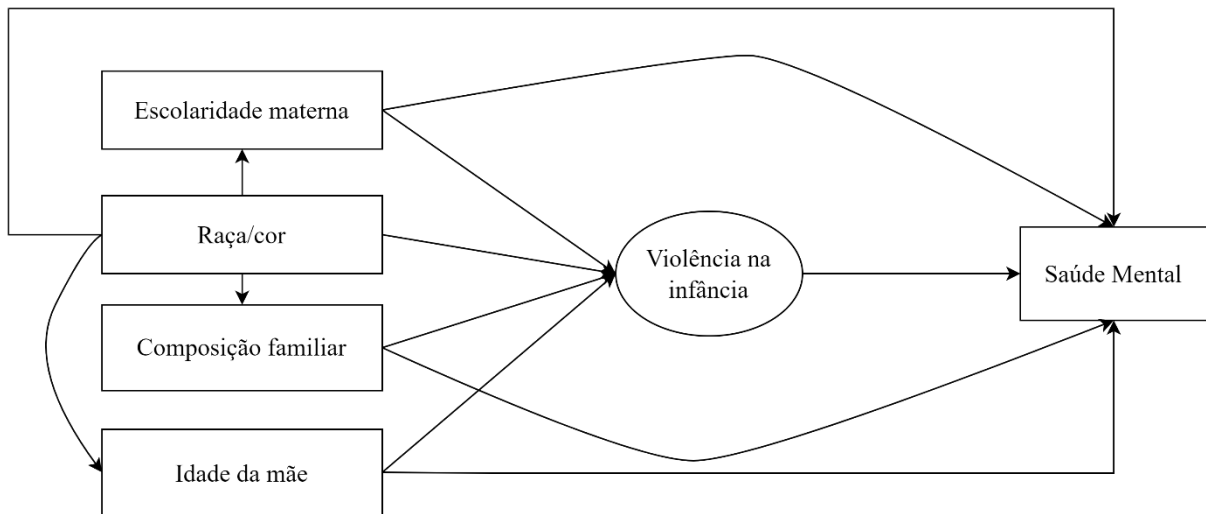 Escolaridade materna
Raça/cor
Composição familiar
Idade da mãe
Violência na
infância
Saúde Mental